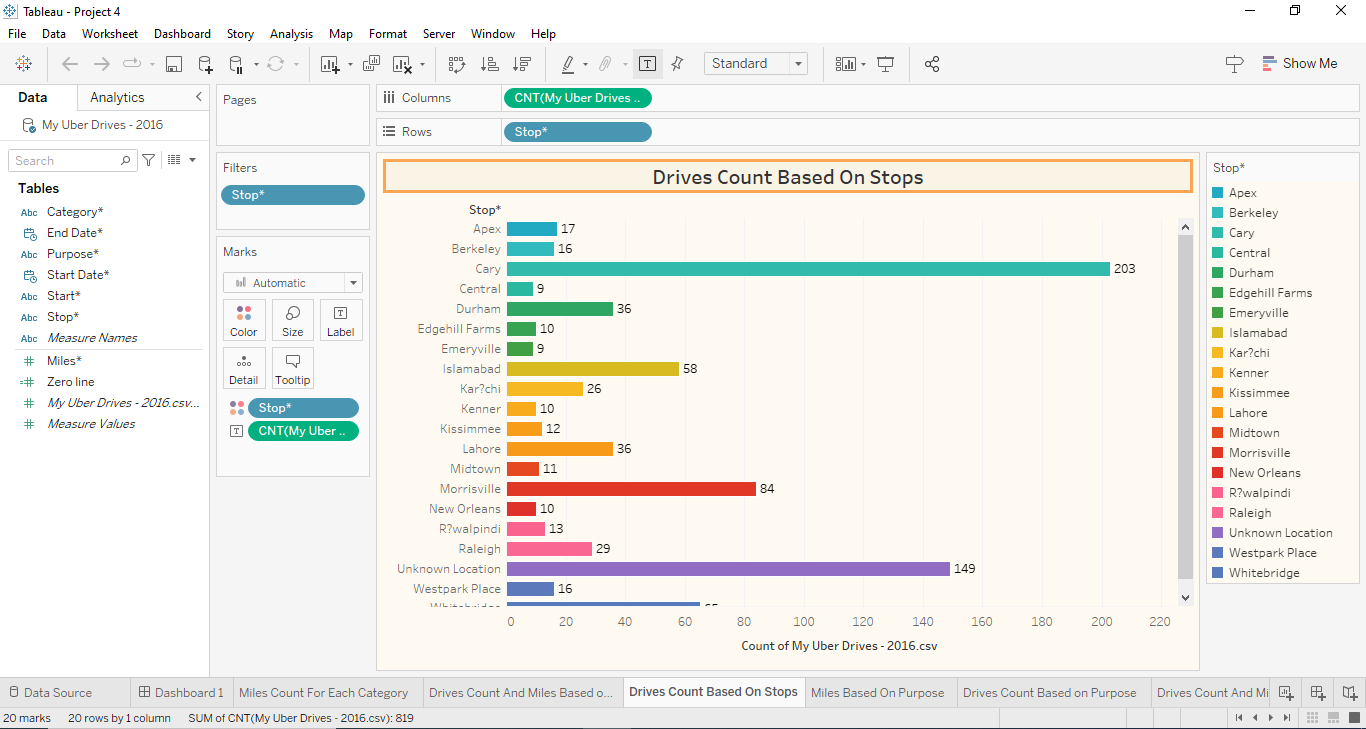 Tableau - Project 4
File Data Worksheet Dashboard Story Analysis Map Format Server Window Help
Standard
Show Me
Data Analytics
My Uber Drives - 2016
Search
Tables
Abc Category*
End Date*
Abc Purpose*
Start Date*
Abc Start*
Abc Stop*
Abc Measure Names
# Miles*
=# Zero line
# My Uber Drives - 2016.csv...
# Measure Values
Pages
Filters
Stop*
Marks
Automatic
Color Size Label
Detail Tooltip
Stop*
CNT(My Uber ..
Columns CNT(My Uber Drives ..
Rows Stop*
Drives Count Based On Stops
Stop*
Apex 17
Berkeley 16
Cary 203
Central 9
Durham 36
Edgehill Farms 10
Emeryville 9
Islamabad 58
Kar?chi 26
Kenner 10
Kissimmee 12
Lahore 36
Midtown 11
Morrisville 84
New Orleans 10
R?walpindi 13
Raleigh 29
Unknown Location 149
Westpark Place 16
Whitebridge 65
0 20 40 60 80 100 120 140 160 180 200 220
Count of My Uber Drives - 2016.csv
Stop*
Apex
Berkeley
Cary
Central
Durham
Edgehill Farms
Emeryville
Islamabad
Kar?chi
Kenner
Kissimmee
Lahore
Midtown
Morrisville
New Orleans
R?walpindi
Raleigh
Unknown Location
Westpark Place
Whitebridge
Data Source Dashboard 1 Miles Count For Each Category Drives Count And Miles Based o... Drives Count Based On Stops Miles Based On Purpose Drives Count Based on Purpose Drives Count And Mi
20 marks 20 rows by 1 column SUM of CNT(My Uber Drives - 2016.csv): 819